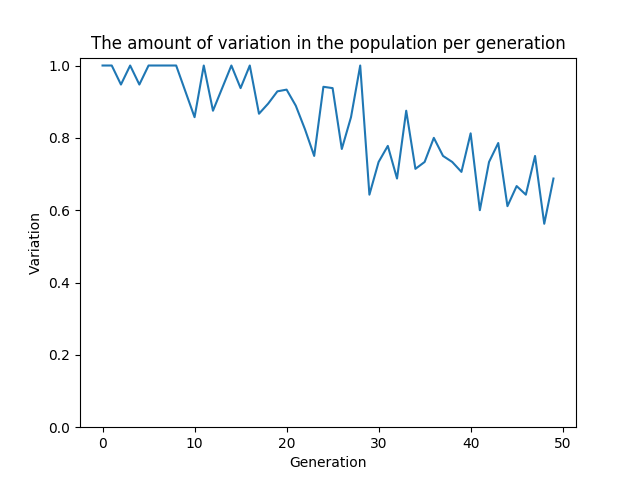 The amount of variation in the population per generation
1.0
0.8
0.6
0.4
0.2
0.0
Variation
0 10 20 30 40 50
Generation